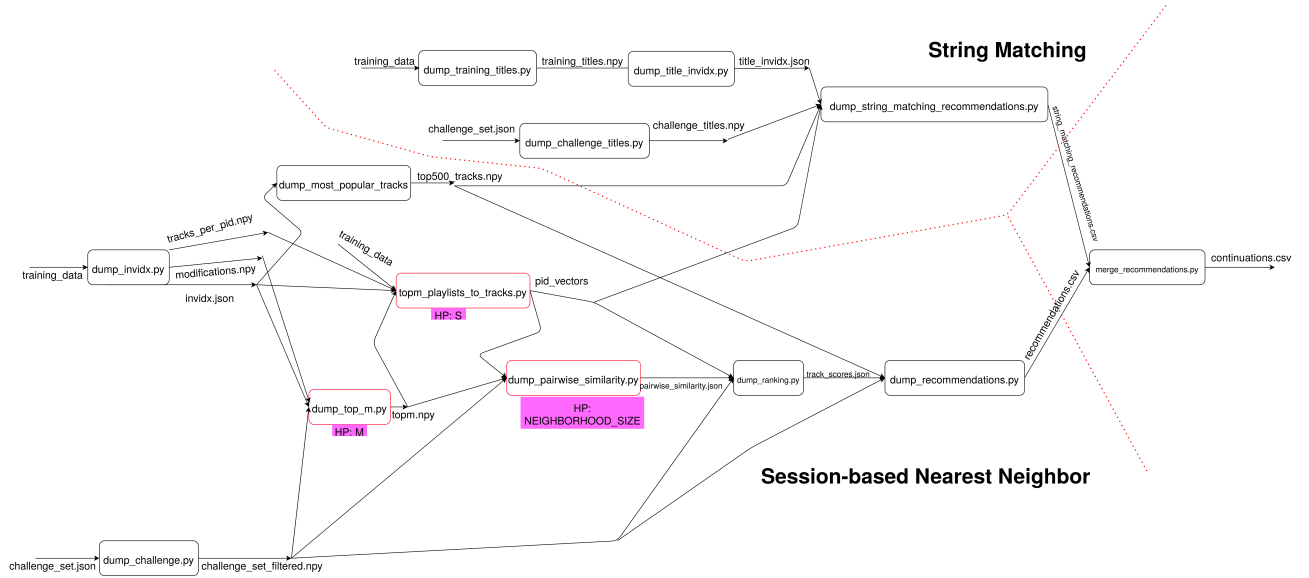 String Matching
training_data
dump_training_titles.py
training_titles.npy
dump_title_invidx.py
title_invidx.json
dump_string_matching_recommendations.py
challenge_set.json
dump_challenge_titles.py
challenge_titles.npy
string_matching_recommendations.csv
dump_most_popular_tracks
top500_tracks.npy
tracks_per_pid.npy
training_data
training_data
dump_invidx.py
modifications.npy
invidx.json
topm_playlists_to_tracks.py
HP: S
pid_vectors
merge_recommendations.py
continuations.csv
recommendations.csv
dump_top_m.py
HP: M
topm.npy
dump_pairwise_similarity.py
HP:
NEIGHBORHOOD_SIZE
pairwise_similarity.json
dump_ranking.py
track_scores.json
dump_recommendations.py
Session-based Nearest Neighbor
challenge_set.json
dump_challenge.py
challenge_set_filtered.npy